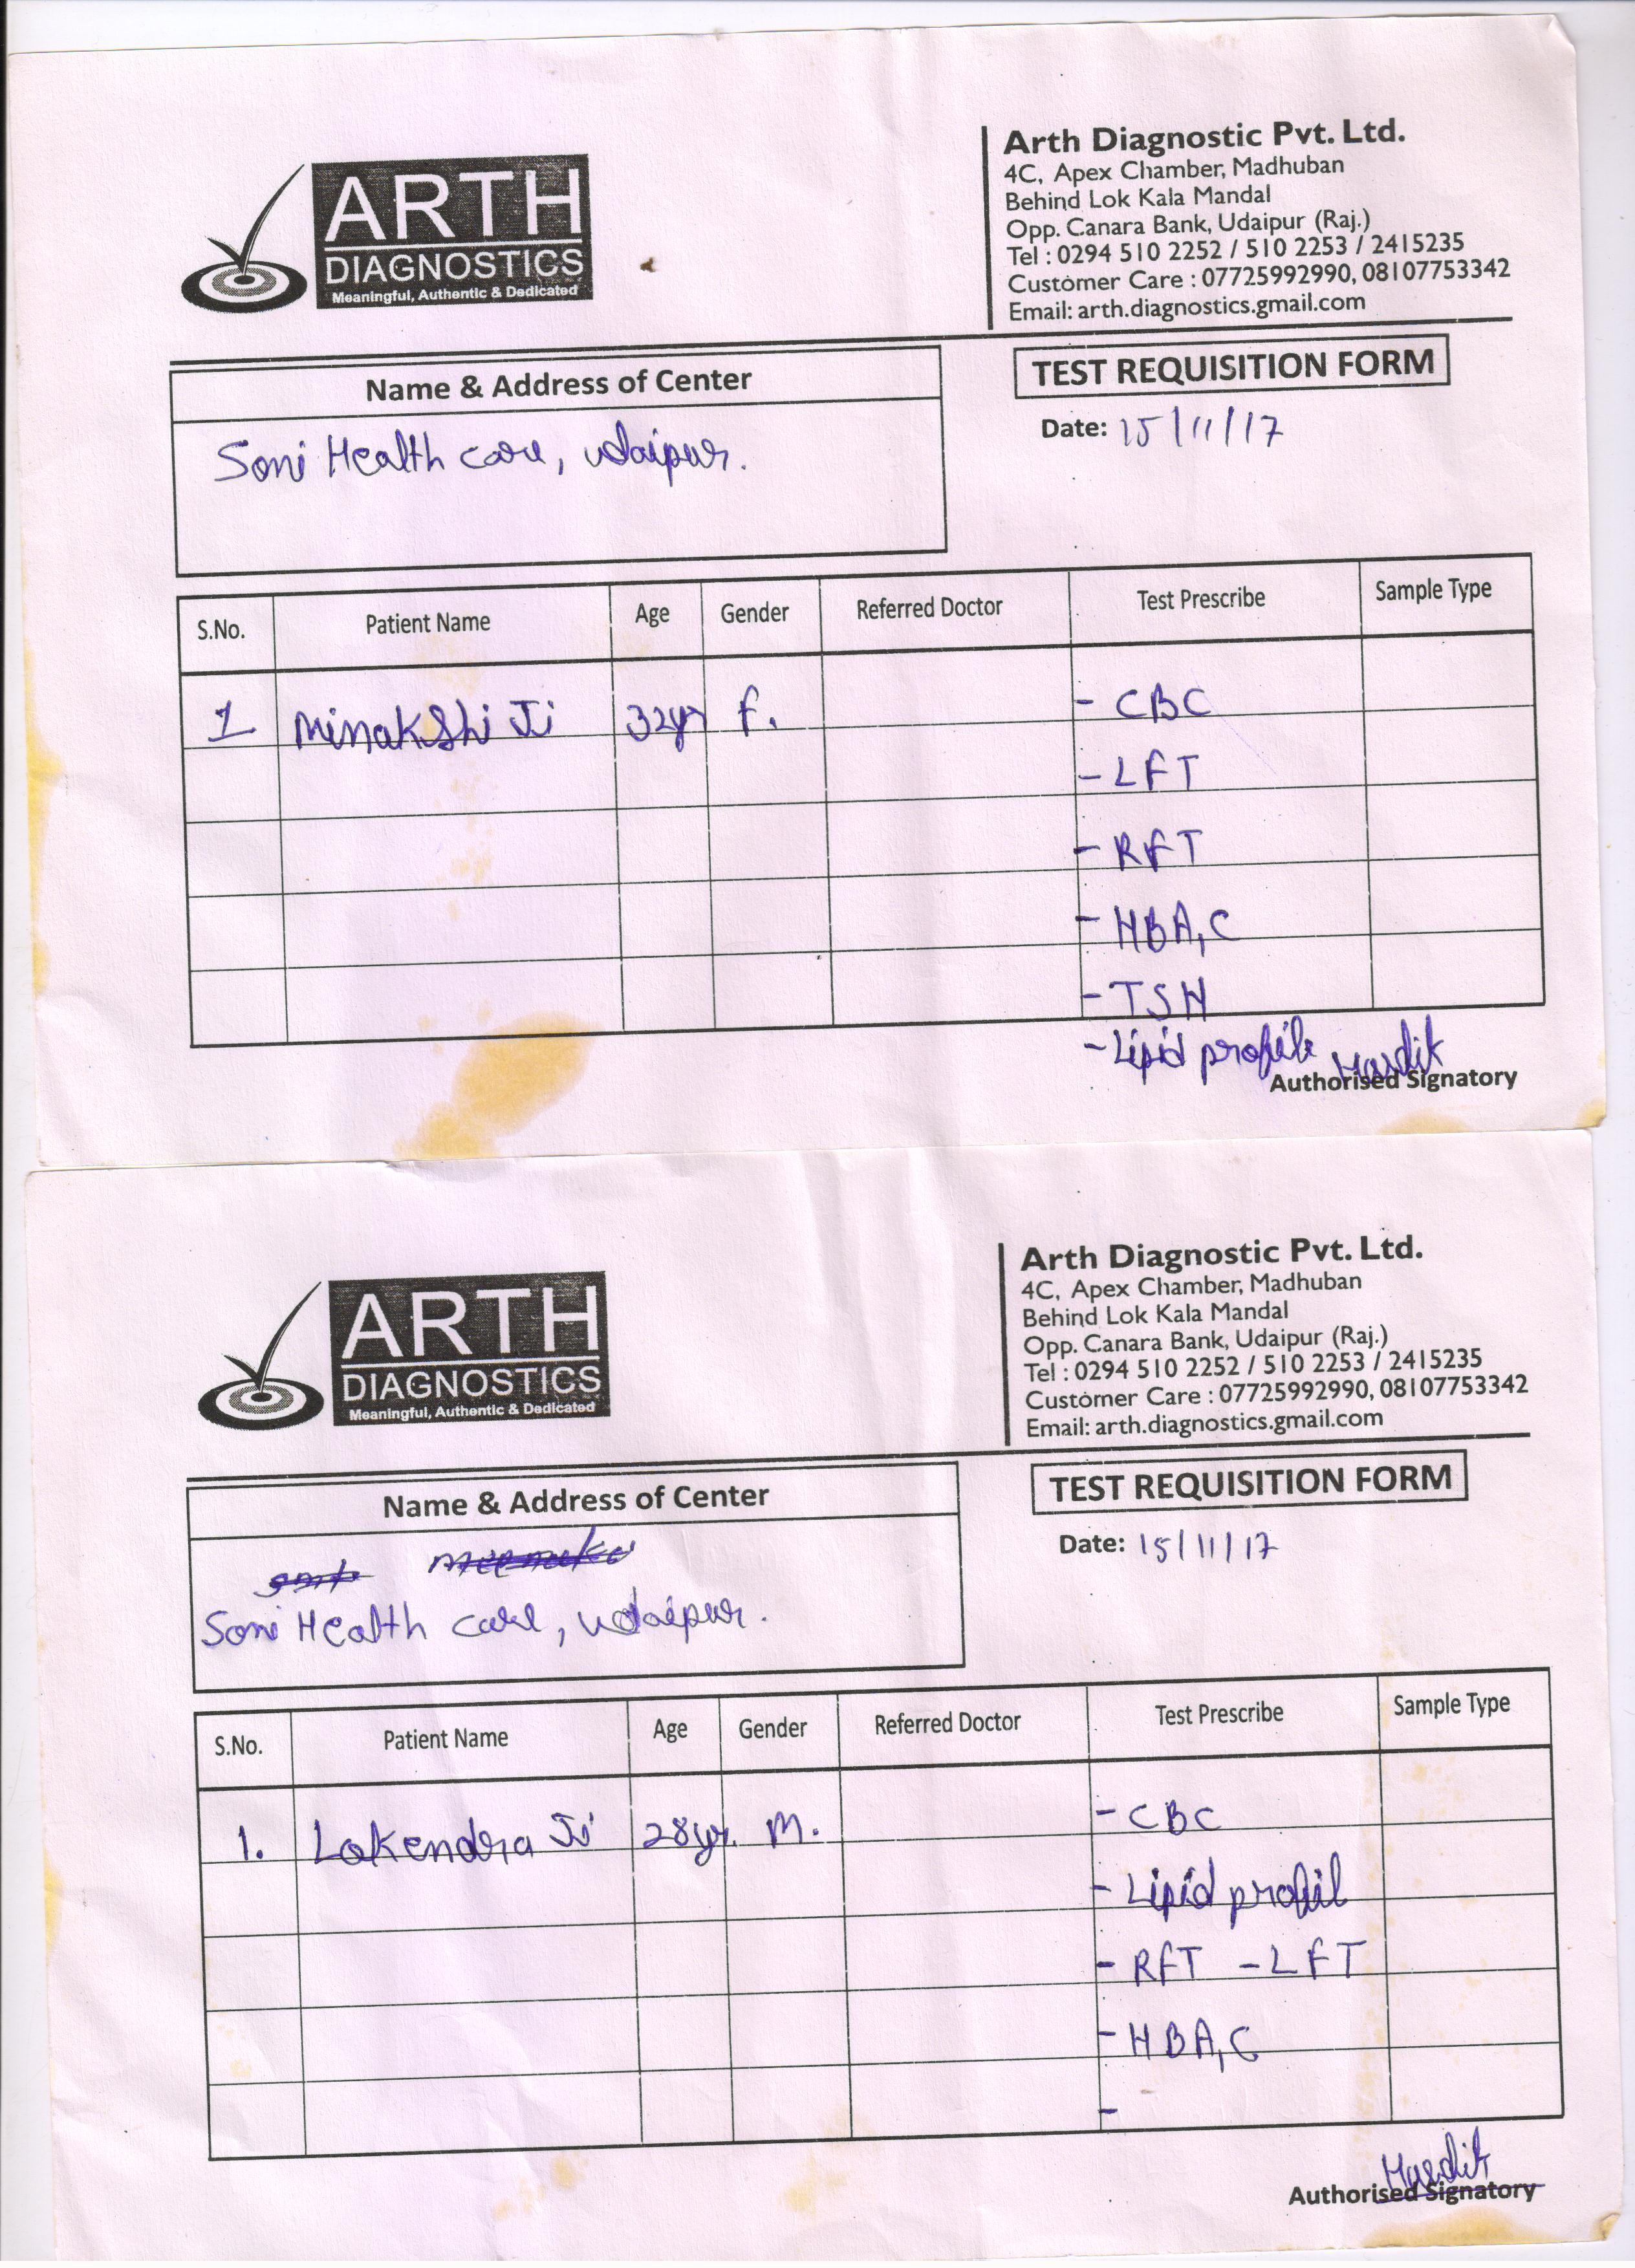 ARTH
DIAGNOSTICS
Meaningful, Authentic & Dedicated
Arth Diagnostic Pvt. Ltd.
4C, Apex Chamber, Madhuban
Behind Lok Kala Mandal
Opp. Canara Bank, Udaipur (Raj.)
Tel : 0294 510 2252 / 510 2253 / 2415235
Customer Care : 07725992990, 08107753342
Email: arth.diagnostics.gmail.com
Name & Address of Center
TEST REQUISITION FORM
Date: 15/11/17
Soni Health care, udaipur.
S.No. Patient Name Age Gender Referred Doctor Test Prescribe Sample Type
1 MinakShi Ji 32yr f. - CBC
- LFT
- RFT
- HBA1C
- TSH
- Lipid profile Hardik
Authorised Signatory
ARTH
DIAGNOSTICS
Meaningful, Authentic & Dedicated
Arth Diagnostic Pvt. Ltd.
4C, Apex Chamber, Madhuban
Behind Lok Kala Mandal
Opp. Canara Bank, Udaipur (Raj.)
Tel : 0294 510 2252 / 510 2253 / 2415235
Customer Care : 07725992990, 08107753342
Email: arth.diagnostics.gmail.com
Name & Address of Center
TEST REQUISITION FORM
Date: 15/11/17
Soni Health care, udaipur.
S.No. Patient Name Age Gender Referred Doctor Test Prescribe Sample Type
1. Lokendra Ji 28yr. M. - CBC
- Lipid profil
- RFT - LFT
- HBA1C
-
Hardik
Authorised Signatory